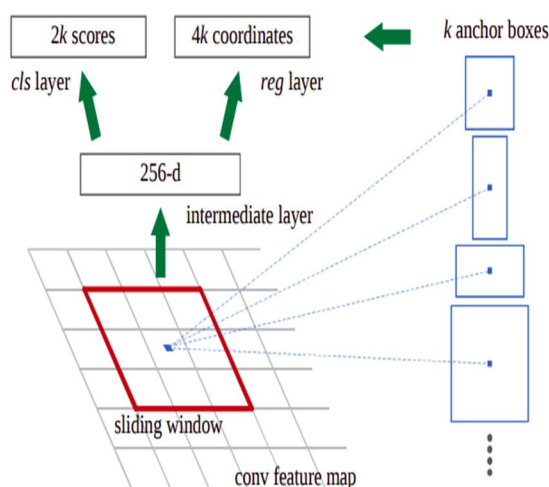 2k scores
4k coordinates
k anchor boxes
cls layer
reg layer
256-d
intermediate layer
sliding window
conv feature map